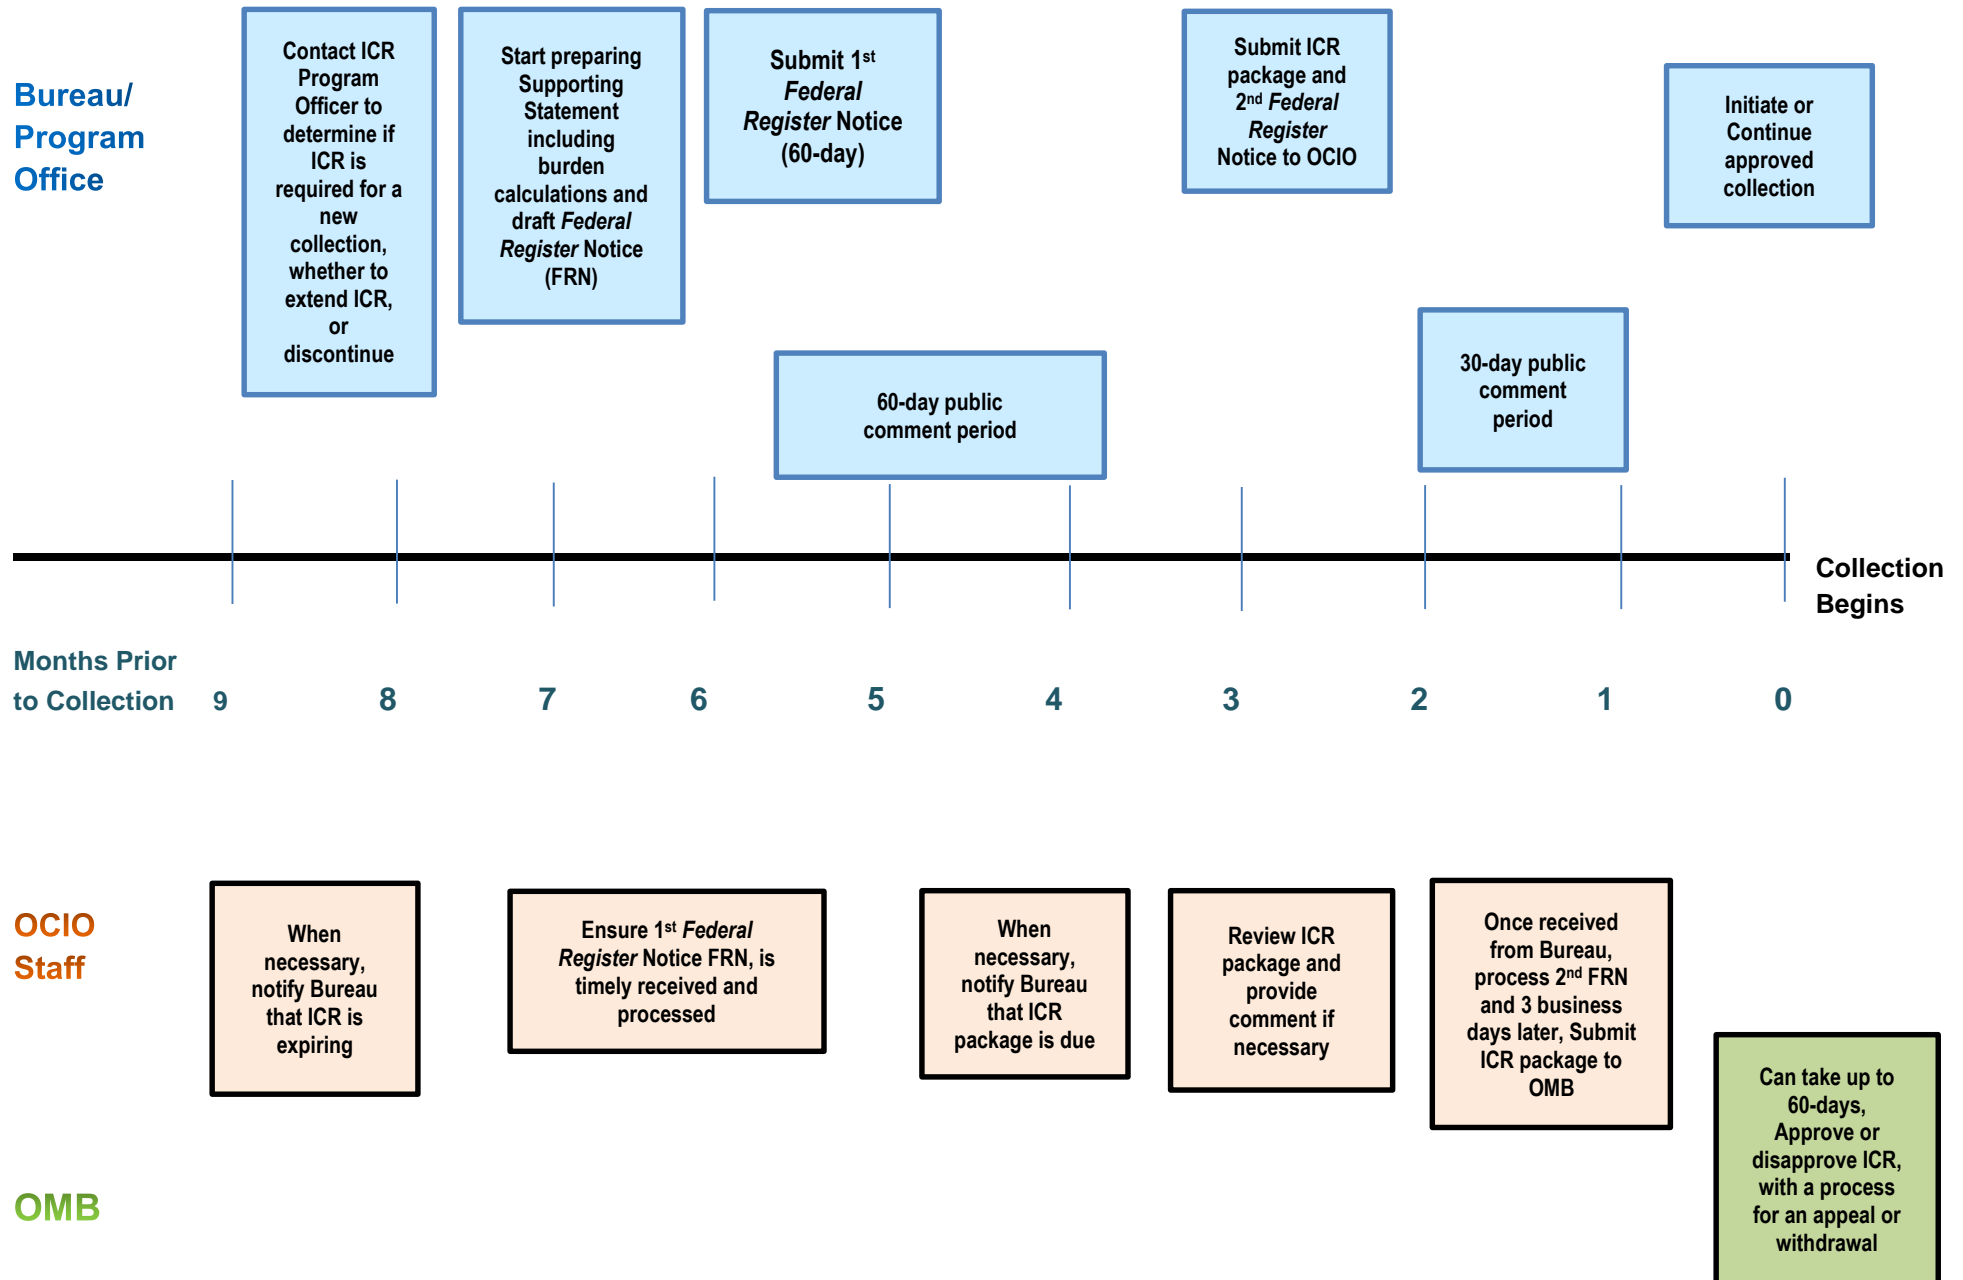 Bureau/
Program
Office
Contact ICR
Program
Officer to
determine if
ICR is
required for a
new
collection,
whether to
extend ICR,
or
discontinue
Start preparing
Supporting
Statement
including
burden
calculations and
draft Federal
Register Notice
(FRN)
Submit 1st
Federal
Register Notice
(60-day)
Submit ICR
package and
2nd Federal
Register
Notice to OCIO
Initiate or
Continue
approved
collection
60-day public
comment period
30-day public
comment
period
Collection
Begins
Months Prior
to Collection 9 8 7 6 5 4 3 2 1 0
OCIO
Staff
When
necessary,
notify Bureau
that ICR is
expiring
Ensure 1st Federal
Register Notice FRN, is
timely received and
processed
When
necessary,
notify Bureau
that ICR
package is due
Review ICR
package and
provide
comment if
necessary
Once received
from Bureau,
process 2nd FRN
and 3 business
days later, Submit
ICR package to
OMB
OMB
Can take up to
60-days,
Approve or
disapprove ICR,
with a process
for an appeal or
withdrawal